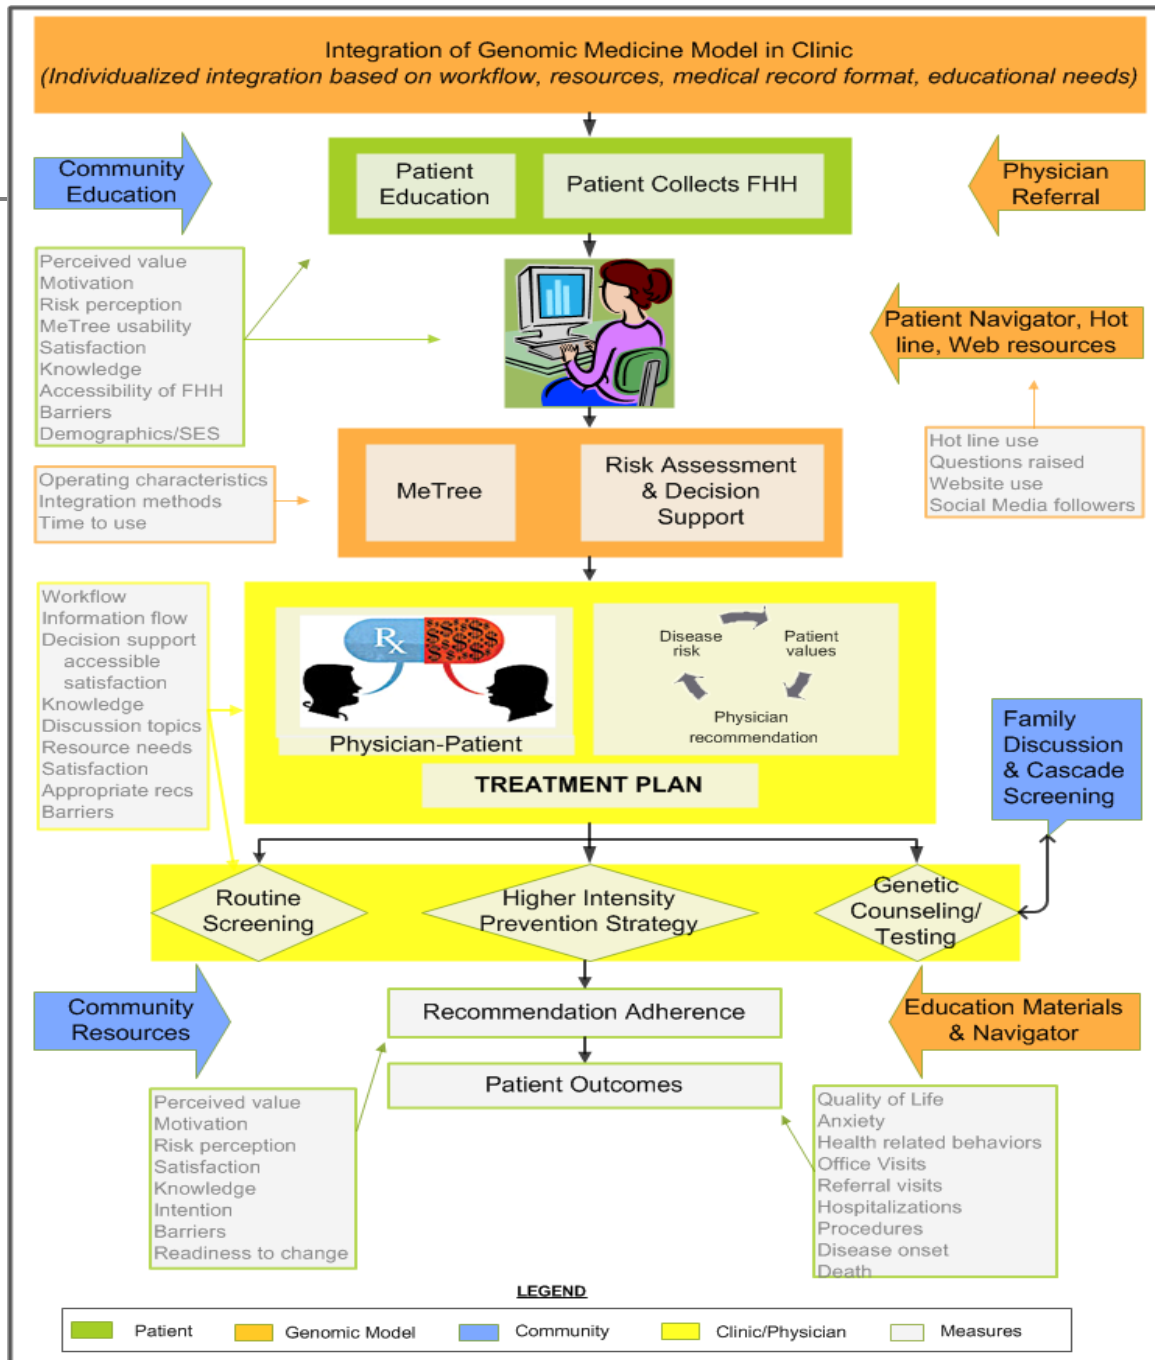 Integration of Genomic Medicine Model in Clinic
(Individualized integration based on workflow, resources, medical record format, educational needs)
Community
Education
Patient
Education
Patient Collects FHH
Physician
Referral
Perceived value
Motivation
Risk perception
MeTree usability
Satisfaction
Knowledge
Accessibility of FHH
Barriers
Demographics/SES
Patient Navigator, Hot
line, Web resources
Hot line use
Questions raised
Website use
Social Media followers
Operating characteristics
Integration methods
Time to use
MeTree
Risk Assessment
& Decision
Support
Workflow
Information flow
Decision support
accessible
satisfaction
Knowledge
Discussion topics
Resource needs
Satisfaction
Appropriate recs
Barriers
Rx
$$$
Physician-Patient
Disease
risk
Patient
values
Physician
recommendation
TREATMENT PLAN
Family
Discussion
& Cascade
Screening
Routine
Screening
Higher Intensity
Prevention Strategy
Genetic
Counseling/
Testing
Community
Resources
Recommendation Adherence
Patient Outcomes
Education Materials
& Navigator
Perceived value
Motivation
Risk perception
Satisfaction
Knowledge
Intention
Barriers
Readiness to change
Quality of Life
Anxiety
Health related behaviors
Office Visits
Referral visits
Hospitalizations
Procedures
Disease onset
Death
LEGEND
Patient
Genomic Model
Community
Clinic/Physician
Measures